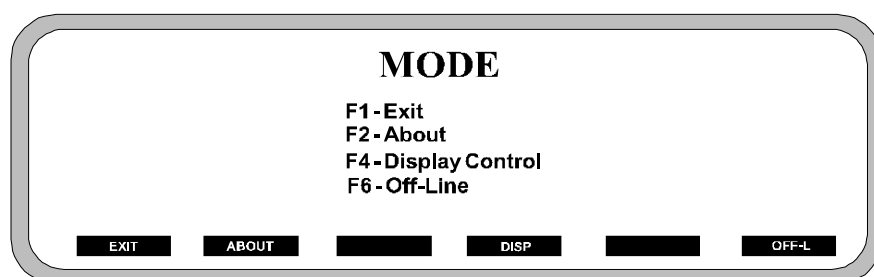 MODE
F1-Exit
F2-About
F4-Display Control
F6-Off-Line
EXIT ABOUT DISP OFF-L